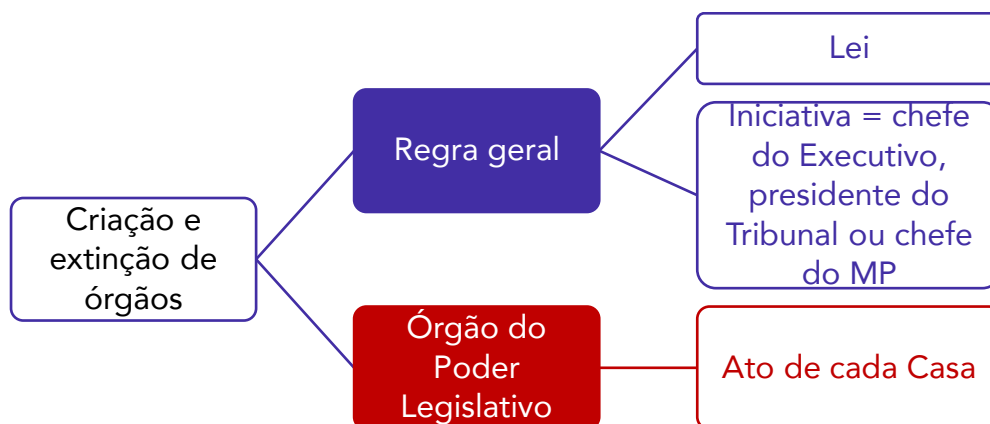 Criação e
extinção de
órgãos
Regra geral
Lei
Iniciativa = chefe
do Executivo,
presidente do
Tribunal ou chefe
do MP
Órgão do
Poder
Legislativo
Ato de cada Casa